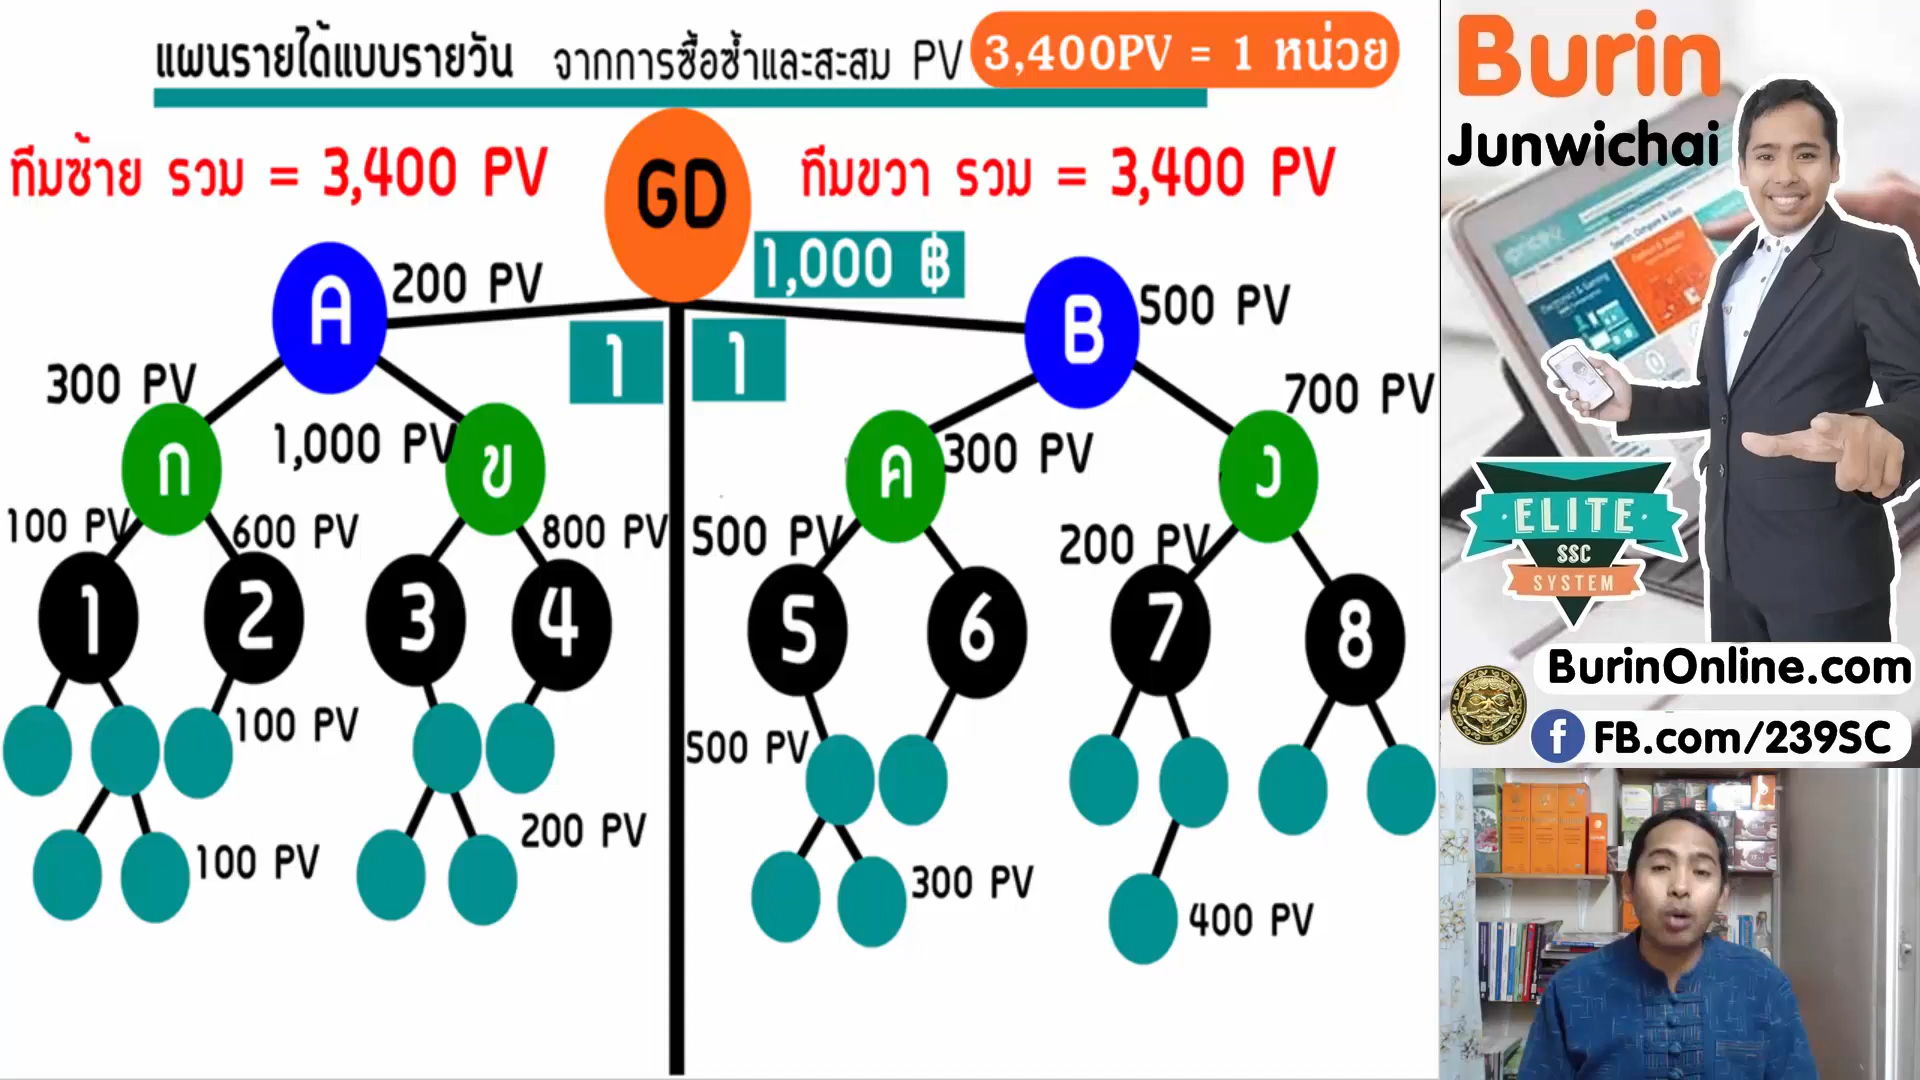 แผนรายได้แบบรายวัน จากการซื้อซ้ำและสะสม PV 3,400PV = 1 หน่วย
ทีมซ้าย รวม = 3,400 PV
GD
ทีมขวา รวม = 3,400 PV
1,000 ฿
A 200 PV
B 500 PV
1 1
300 PV
700 PV
ก 1,000 PV ข
ค 300 PV ง
100 PV 600 PV 800 PV
500 PV 200 PV
1 2 3 4 5 6 7 8
100 PV
500 PV
100 PV 200 PV
300 PV 400 PV
Burin
Junwichai
ELITE
SSC
SYSTEM
BurinOnline.com
f FB.com/239SC